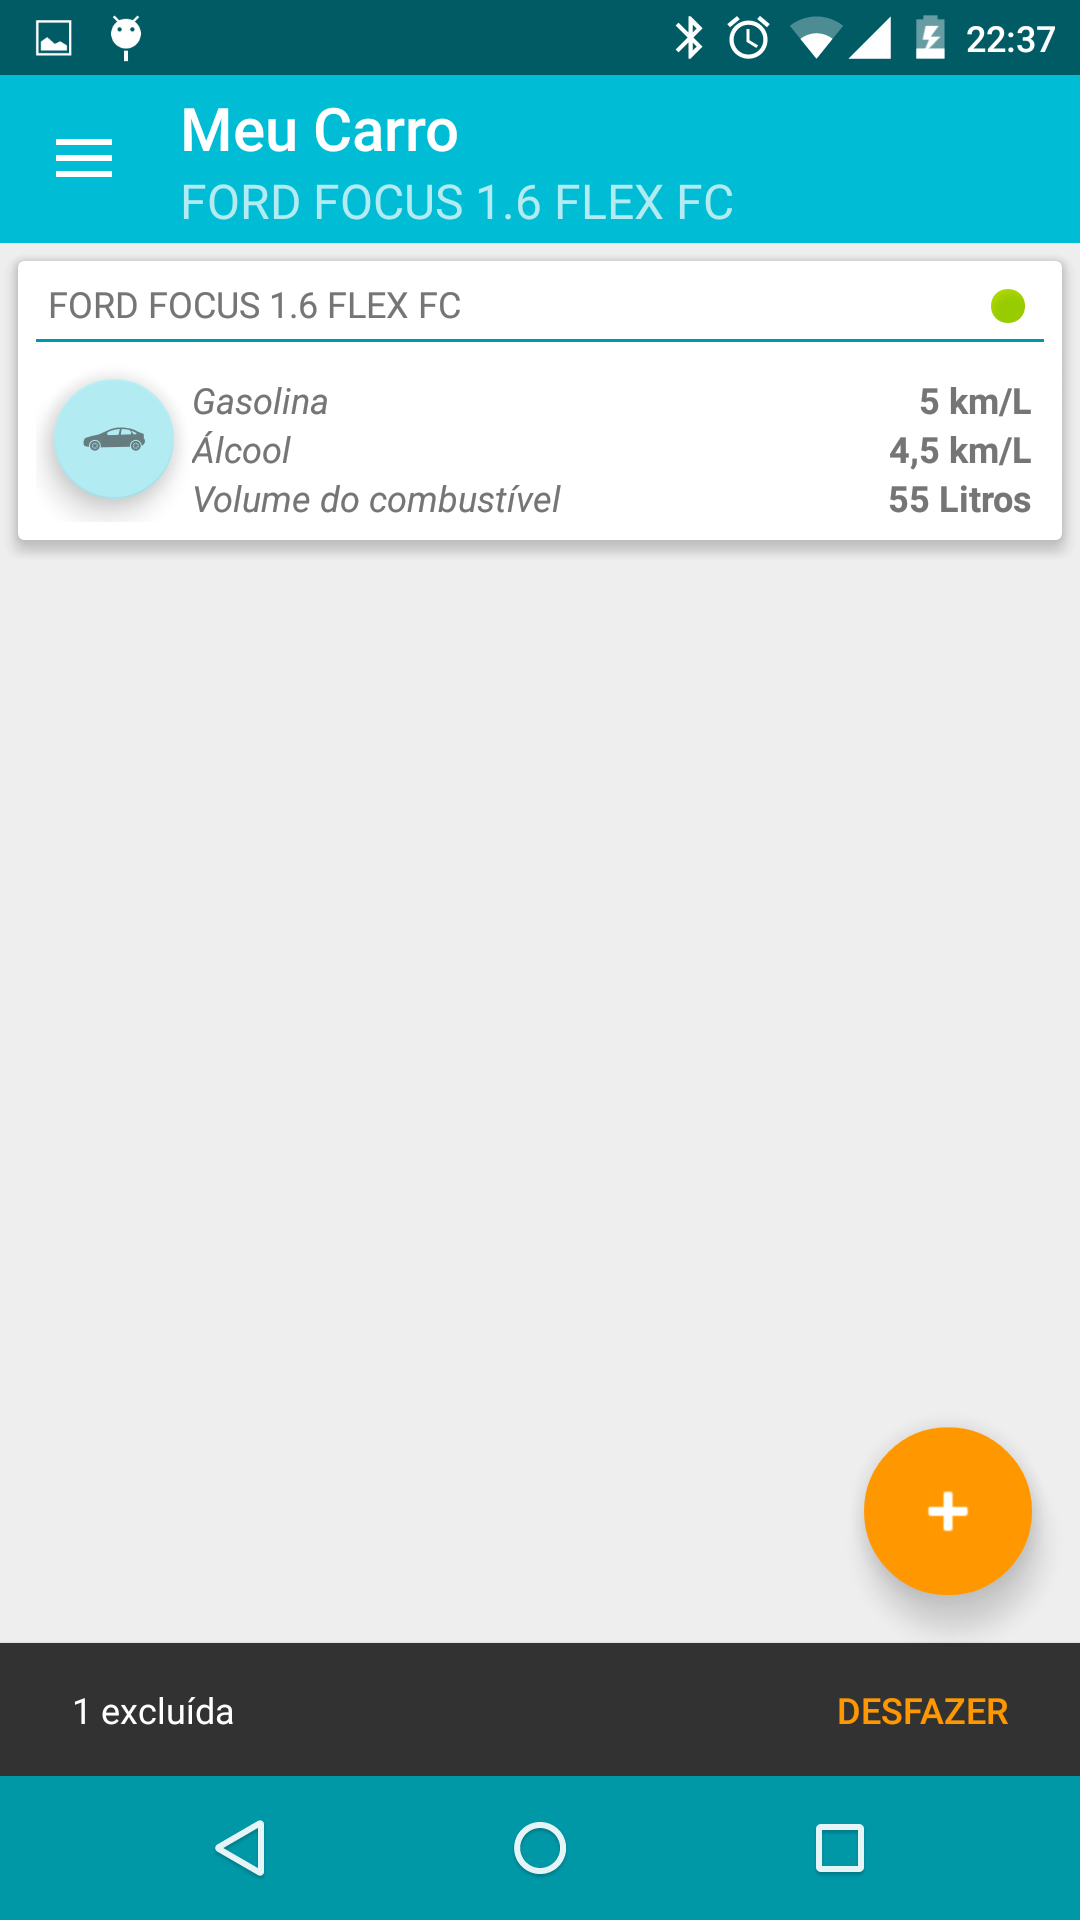 22:37
Meu Carro
FORD FOCUS 1.6 FLEX FC
FORD FOCUS 1.6 FLEX FC
Gasolina 5 km/L
Álcool 4,5 km/L
Volume do combustível 55 Litros
1 excluída DESFAZER